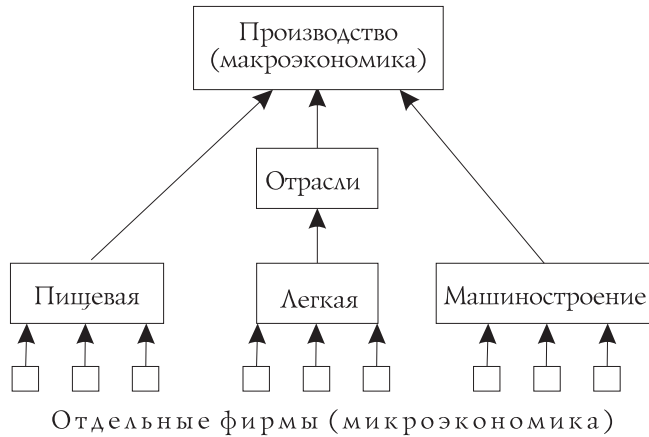 Производство
(макроэкономика)
Отрасли
Пищевая
Легкая
Машиностроение
Отдельные фирмы (микроэкономика)